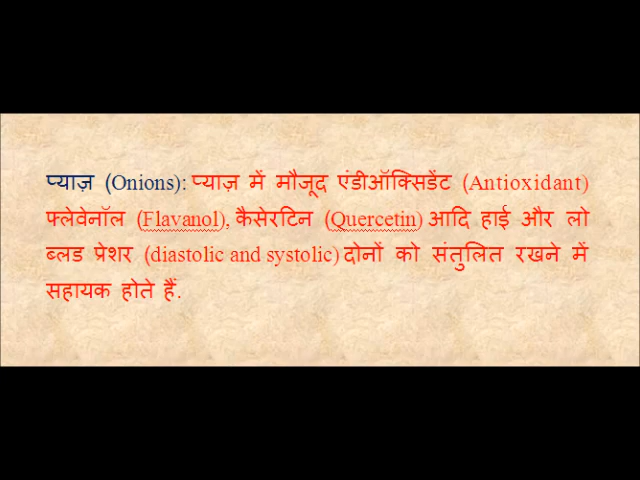 प्याज़ (Onions): प्याज़ में मौजूद एंडीऑक्सिडेंट (Antioxidant)
फ्लेवेनॉल (Flavanol), कैसेरटिन (Quercetin) आदि हाई और लो
ब्लड प्रेशर (diastolic and systolic) दोनों को संतुलित रखने में
सहायक होते हैं.